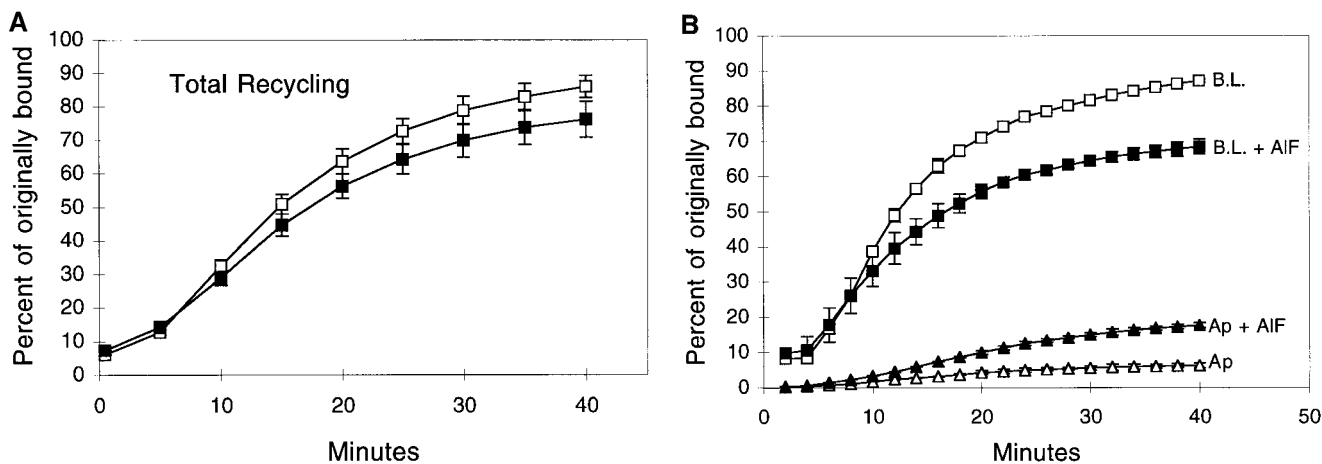 A
Total Recycling
Percent of originally bound
100
90
80
70
60
50
40
30
20
10
0
0 10 20 30 40
Minutes
B
Percent of originally bound
100
90
80
70
60
50
40
30
20
10
0
B.L.
B.L. + AlF
Ap + AlF
Ap
0 10 20 30 40 50
Minutes